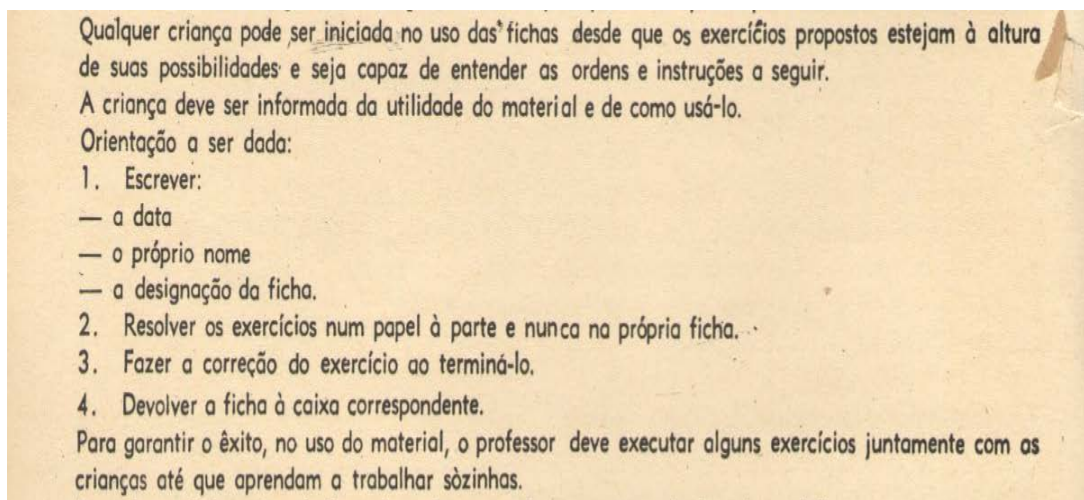 Qualquer criança pode ser iniciada no uso das fichas desde que os exercícios propostos estejam à altura
de suas possibilidades e seja capaz de entender as ordens e instruções a seguir.
A criança deve ser informada da utilidade do material e de como usá-lo.
Orientação a ser dada:
1. Escrever:
— a data
— o próprio nome
— a designação da ficha.
2. Resolver os exercícios num papel à parte e nunca na própria ficha.
3. Fazer a correção do exercício ao terminá-lo.
4. Devolver a ficha à caixa correspondente.
Para garantir o êxito, no uso do material, o professor deve executar alguns exercícios juntamente com as
crianças até que aprendam a trabalhar sòzinhas.